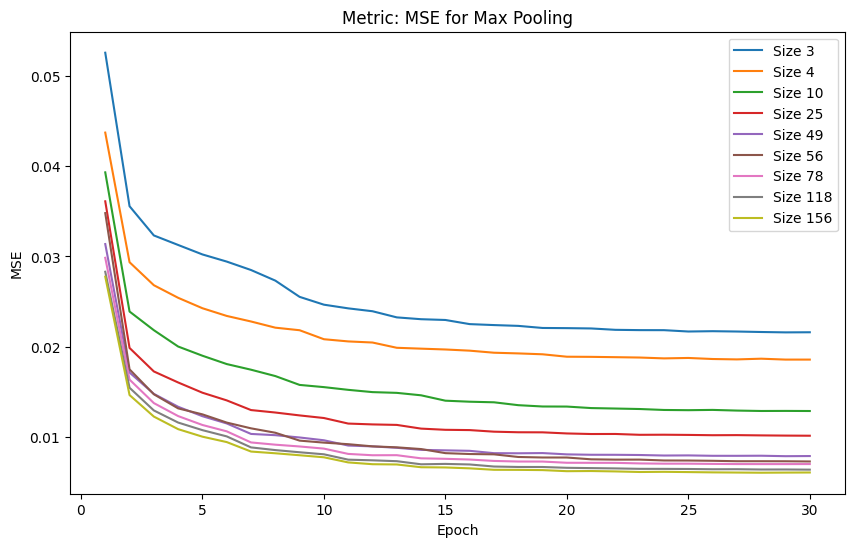 Metric: MSE for Max Pooling
Size 3
Size 4
Size 10
Size 25
Size 49
Size 56
Size 78
Size 118
Size 156
MSE
0.05
0.04
0.03
0.02
0.01
0 5 10 15 20 25 30
Epoch